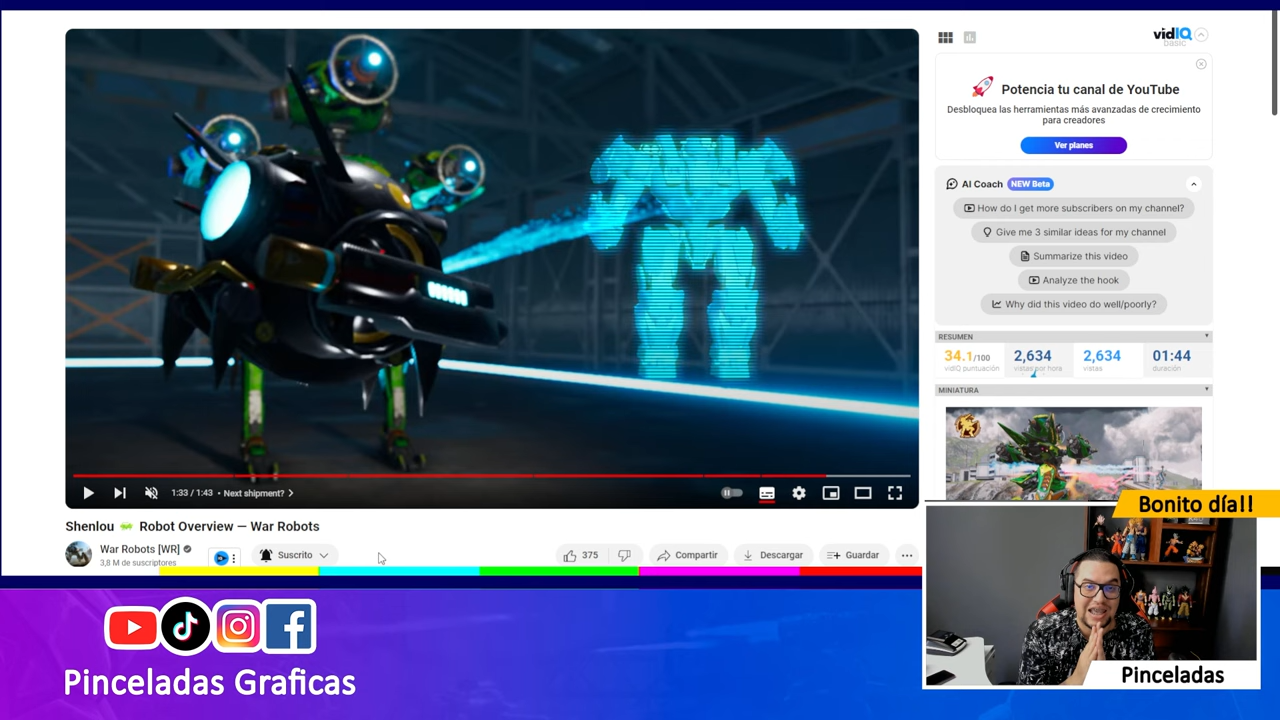 vidIQ
basic
Potencia tu canal de YouTube
Desbloquea las herramientas más avanzadas de crecimiento
para creadores
Ver planes
AI Coach NEW Beta
How do I get more subscribers on my channel?
Give me 3 similar ideas for my channel
Summarize this video
Analyze the hook
Why did this video do well/poorly?
RESUMEN
34.1/100 2,634 2,634 01:44
vidIQ puntuación vistas por hora vistas duración
MINIATURA
1:33 / 1:43 • Next shipment?
Shenlou Robot Overview — War Robots
War Robots [WR]
3,8 M de suscriptores
Suscrito
375
Compartir
Descargar
Guardar
Bonito día!!
Pinceladas
Pinceladas Graficas